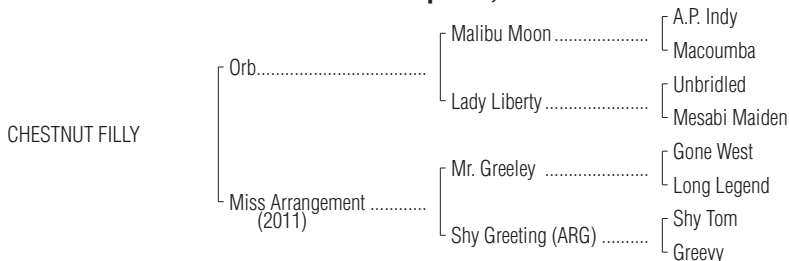 A.P. Indy
Malibu Moon ....................
Macoumba
Orb...................................
Unbridled
Lady Liberty ......................
Mesabi Maiden
CHESTNUT FILLY
Gone West
Mr. Greeley ......................
Long Legend
Miss Arrangement ............
(2011)
Shy Tom
Shy Greeting (ARG) ..........
Greevy